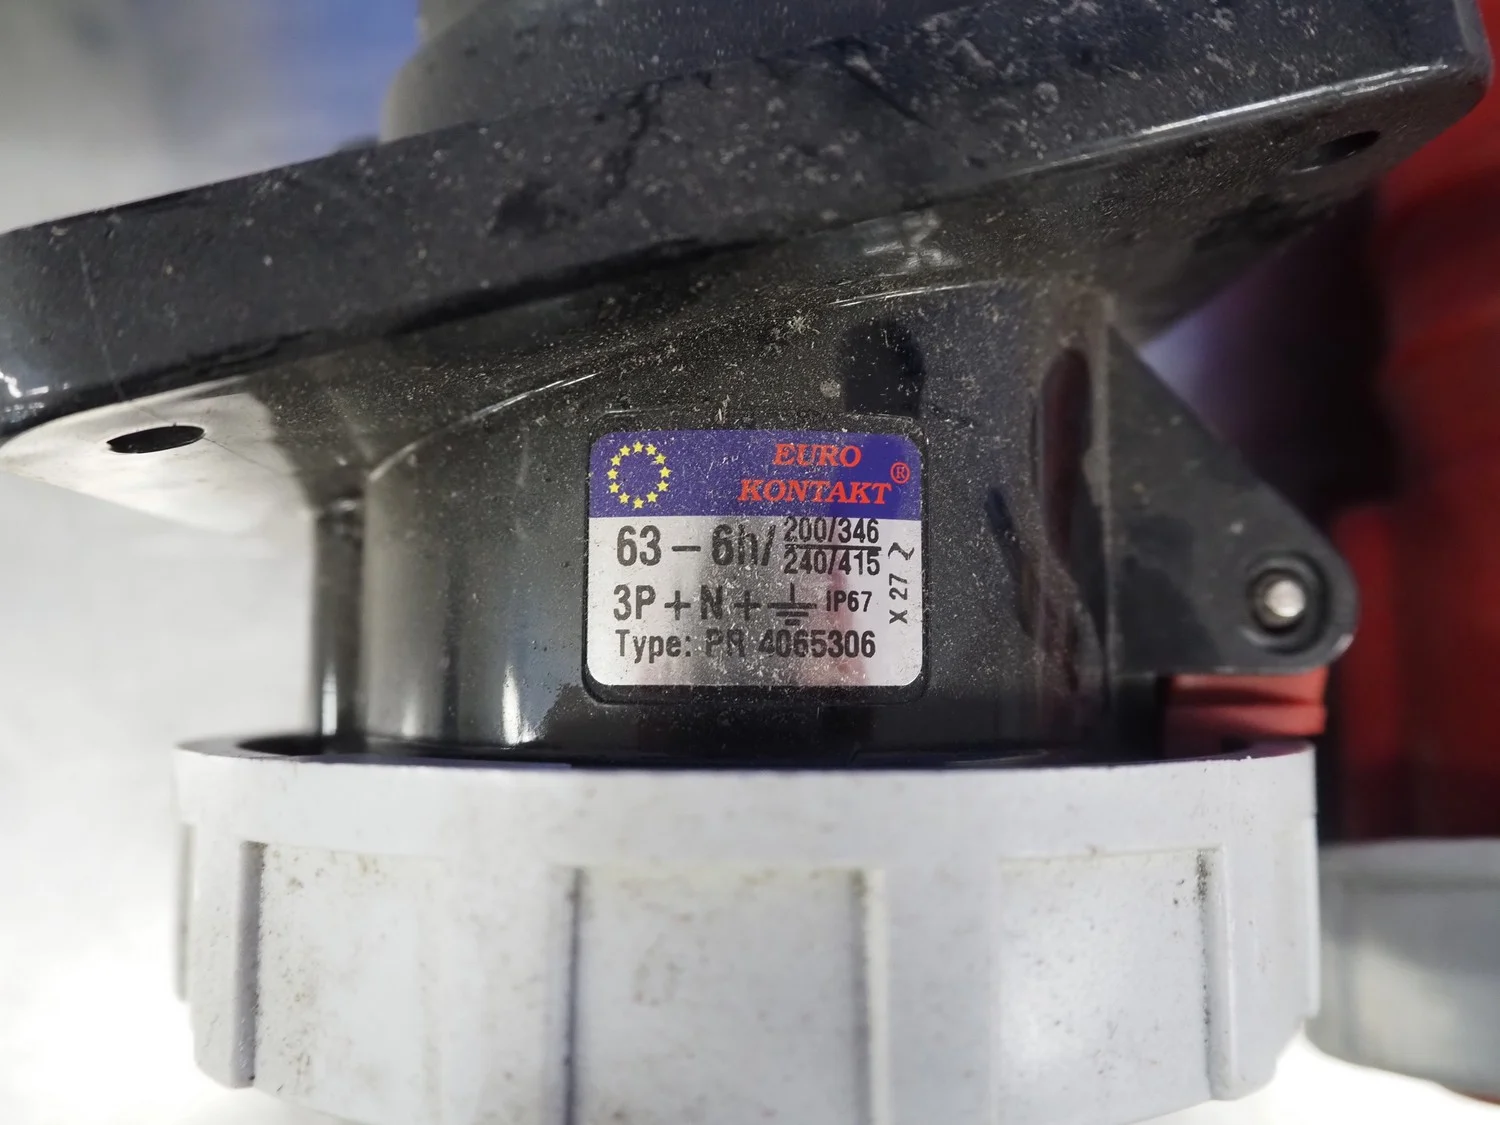 EURO
KONTAKT®
63 – 6h/ 200/346
240/415
3P + N + ⏚ IP67
Type: PR 4065306
X 27